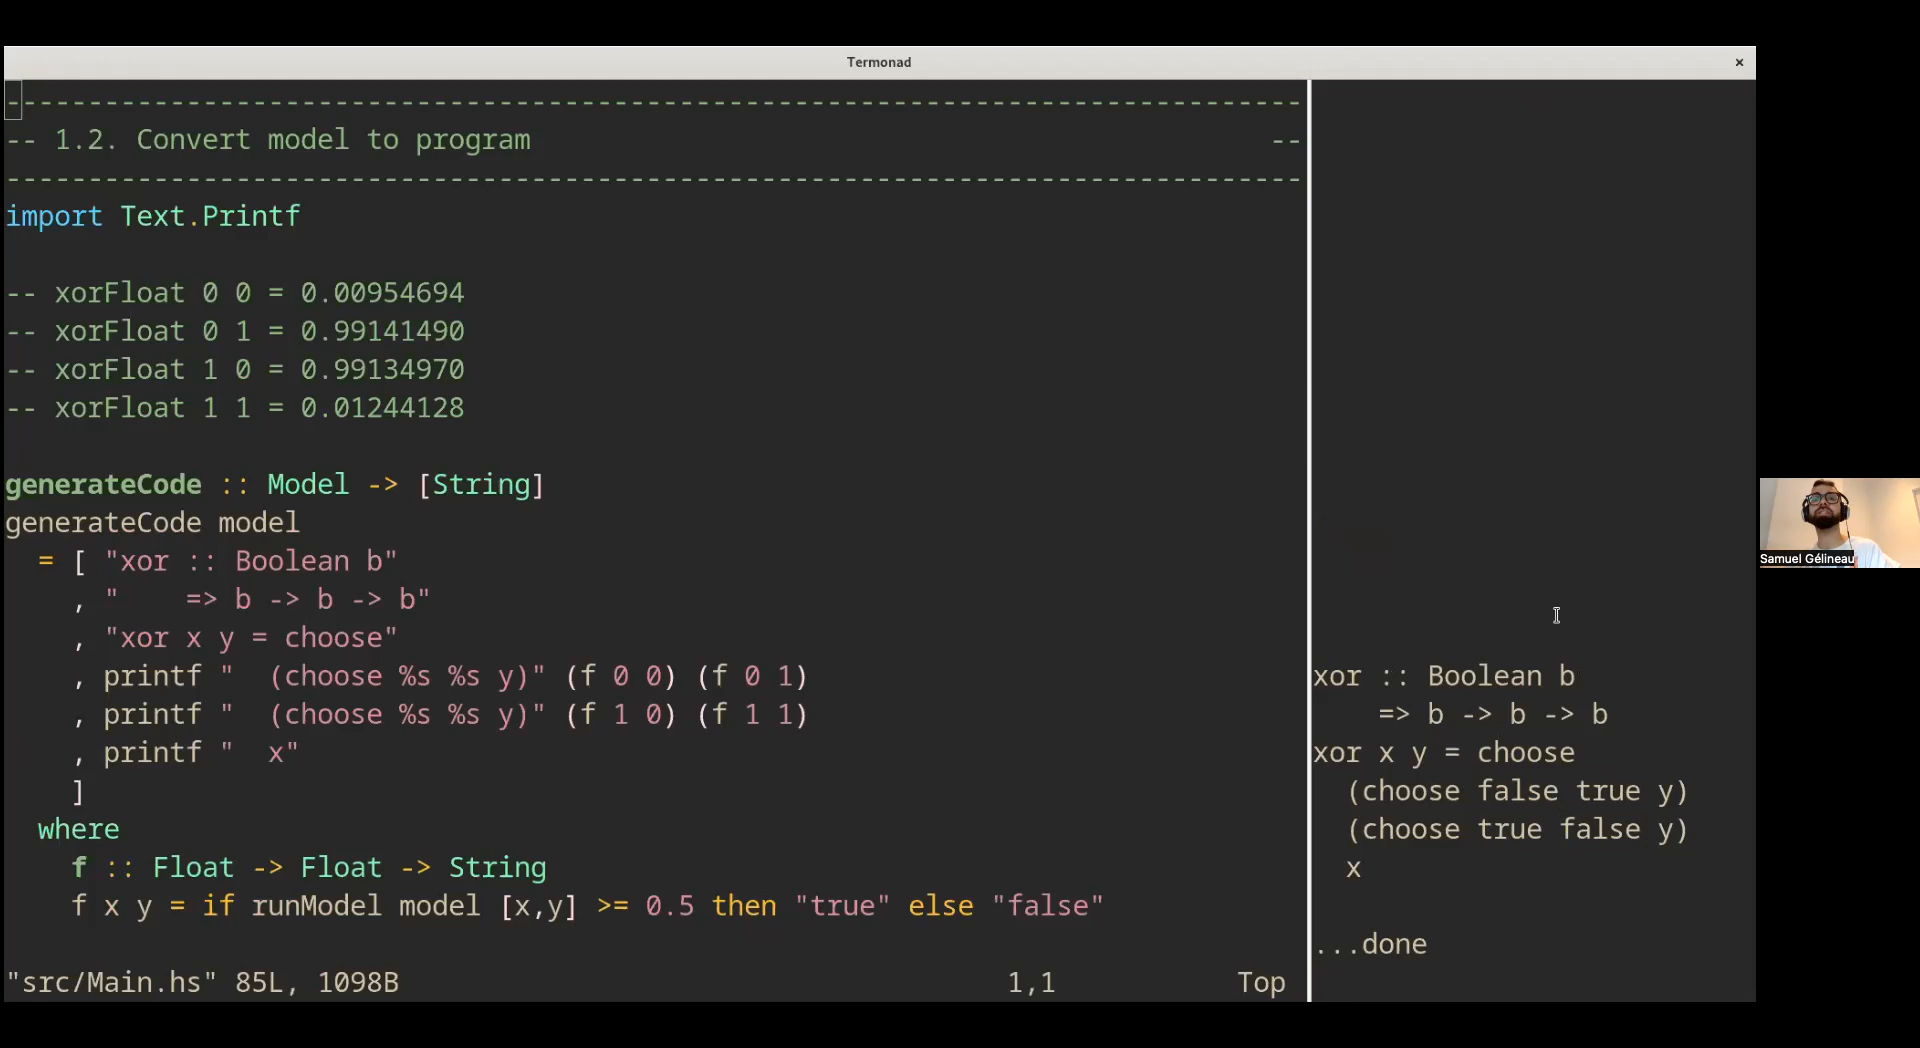 Termonad
×
-------------------------------------------------------------------------------
-- 1.2. Convert model to program                                             --
-------------------------------------------------------------------------------
import Text.Printf
-- xorFloat 0 0 = 0.00954694
-- xorFloat 0 1 = 0.99141490
-- xorFloat 1 0 = 0.99134970
-- xorFloat 1 1 = 0.01244128
generateCode :: Model -> [String]
generateCode model
  = [ "xor :: Boolean b"
    , "    => b -> b -> b"
    , "xor x y = choose"
    , printf "  (choose %s %s y)" (f 0 0) (f 0 1)
    , printf "  (choose %s %s y)" (f 1 0) (f 1 1)
    , printf "  x"
    ]
  where
    f :: Float -> Float -> String
    f x y = if runModel model [x,y] >= 0.5 then "true" else "false"
"src/Main.hs" 85L, 1098B                                     1,1           Top
xor :: Boolean b
    => b -> b -> b
xor x y = choose
  (choose false true y)
  (choose true false y)
  x
...done
Samuel Gélineau